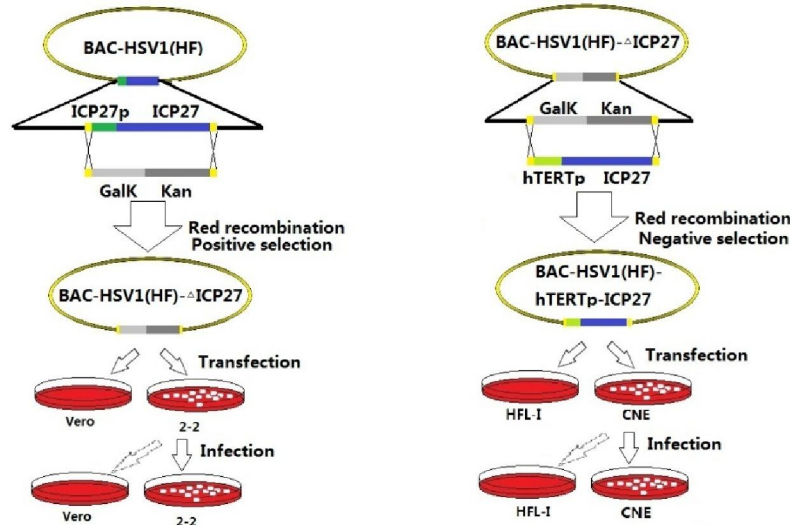 BAC-HSV1(HF)
ICP27p ICP27
GalK Kan
Red recombination
Positive selection
BAC-HSV1(HF)-△ICP27
Transfection
Vero
2-2
Infection
Vero
2-2
BAC-HSV1(HF)-△ICP27
GalK Kan
hTERTp ICP27
Red recombination
Negative selection
BAC-HSV1(HF)-
hTERTp-ICP27
Transfection
HFL-I
CNE
Infection
HFL-I
CNE